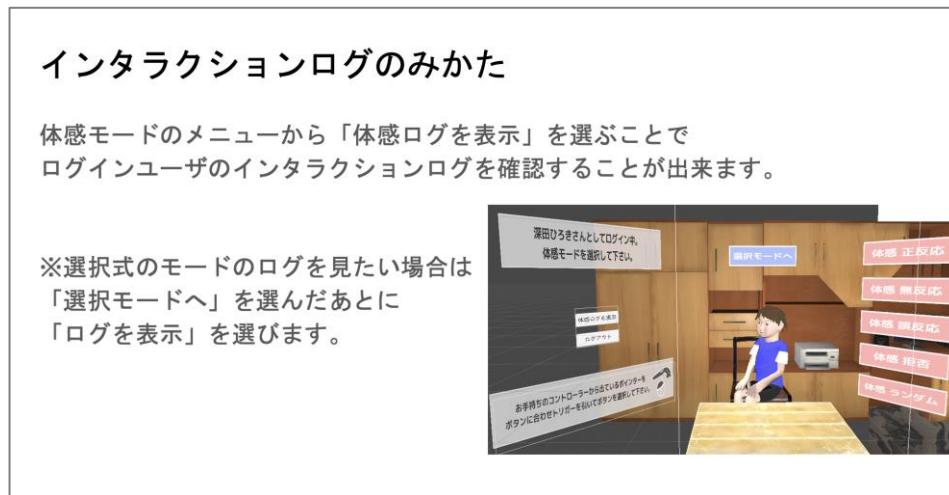 インタラクションログのみかた
体感モードのメニューから「体感ログを表示」を選ぶことで
ログインユーザのインタラクションログを確認することが出来ます。
※選択式のモードのログを見たい場合は
「選択モードへ」を選んだあとに
「ログを表示」を選びます。
深田ひろきさんとしてログイン中。
体感モードを選択して下さい。
選択モードへ
体感ログを表示
ログアウト
お手持ちのコントローラーから出ているポインターを
ボタンに合わせトリガーを引いてボタンを選択して下さい。
体感 正反応
体感 無反応
体感 誤反応
体感 拒否
体感 ランダム